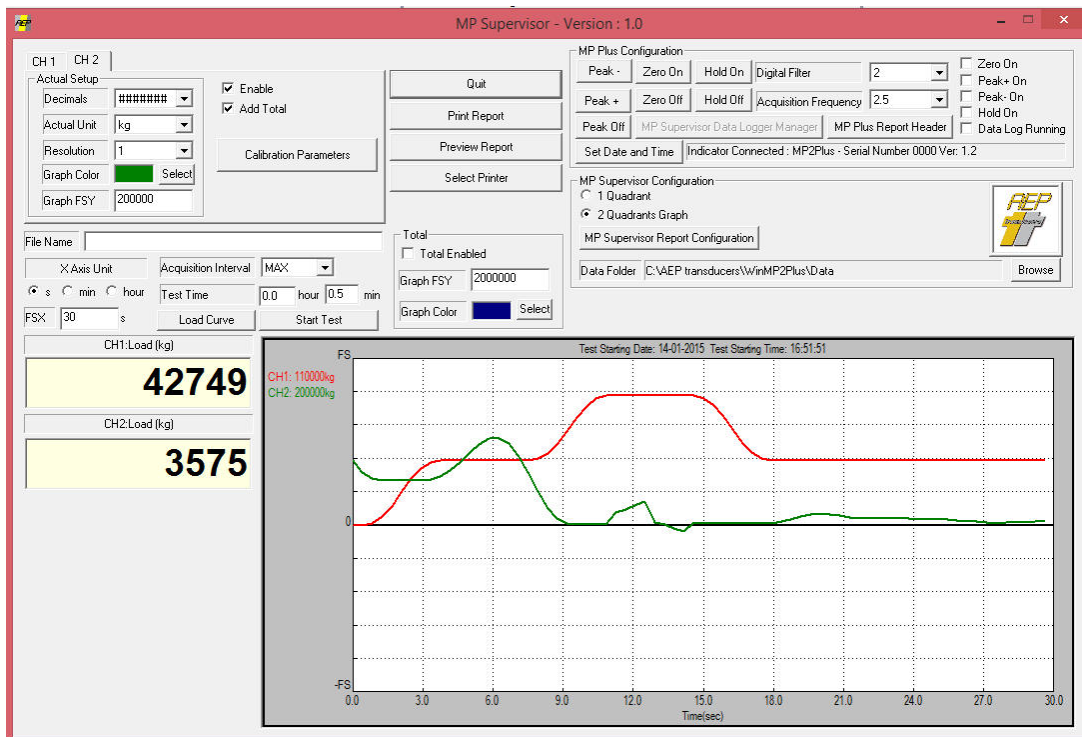 AEP
MP Supervisor - Version : 1.0
CH 1
CH 2
Actual Setup
Decimals
#######
Actual Unit
kg
Resolution
1
Graph Color
Select
Graph FSY
200000
Enable
Add Total
Calibration Parameters
Quit
Print Report
Preview Report
Select Printer
MP Plus Configuration
Peak -
Zero On
Hold On
Digital Filter
2
Peak +
Zero Off
Hold Off
Acquisition Frequency
2.5
Peak Off
MP Supervisor Data Logger Manager
MP Plus Report Header
Set Date and Time
Indicator Connected : MP2Plus - Serial Number 0000 Ver: 1.2
Zero On
Peak+ On
Peak- On
Hold On
Data Log Running
MP Supervisor Configuration
1 Quadrant
2 Quadrants Graph
MP Supervisor Report Configuration
AEP
Data Folder
C:\AEP transducers\WinMP2Plus\Data
Browse
File Name
X Axis Unit
s
min
hour
FSX
30
s
Acquisition Interval
MAX
Test Time
0.0
hour
0.5
min
Load Curve
Start Test
Total
Total Enabled
Graph FSY
2000000
Graph Color
Select
CH1:Load (kg)
42749
CH2:Load (kg)
3575
Test Starting Date: 14-01-2015 Test Starting Time: 16:51:51
FS
CH1: 110000kg
CH2: 200000kg
0
-FS
0.0
3.0
6.0
9.0
12.0
15.0
18.0
21.0
24.0
27.0
30.0
Time(sec)